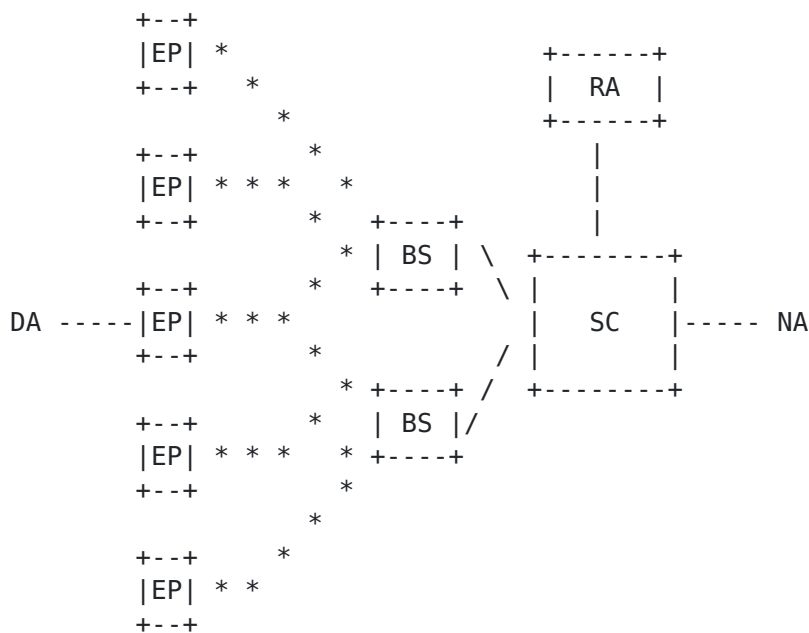 +--+
|EP| *                    +------+
+--+   *                  |  RA  |
         *                +------+
+--+       *                 |
|EP| * * *   *               |
+--+       *   +----+        |
             * | BS | \  +--------+
+--+       *   +----+  \ |        |
DA -----|EP| * * *               |   SC   |----- NA
+--+       *           / |        |
             * +----+ /  +--------+
+--+       *   | BS |/
|EP| * * *   * +----+
+--+         *
           *
+--+     *
|EP| * *
+--+